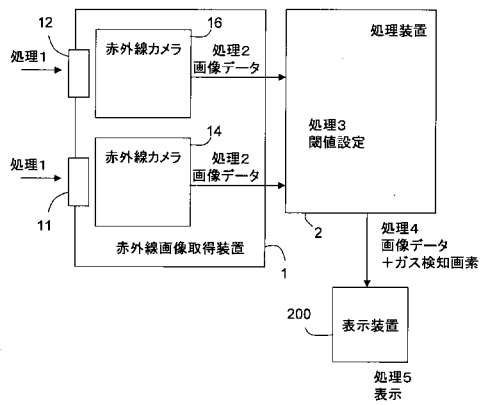 12
16
処理1
赤外線カメラ
処理2
画像データ
処理装置
処理3
閾値設定
14
処理1
赤外線カメラ
処理2
画像データ
11
赤外線画像取得装置
1
2
処理4
画像データ
+ガス検知画素
200
表示装置
処理5
表示